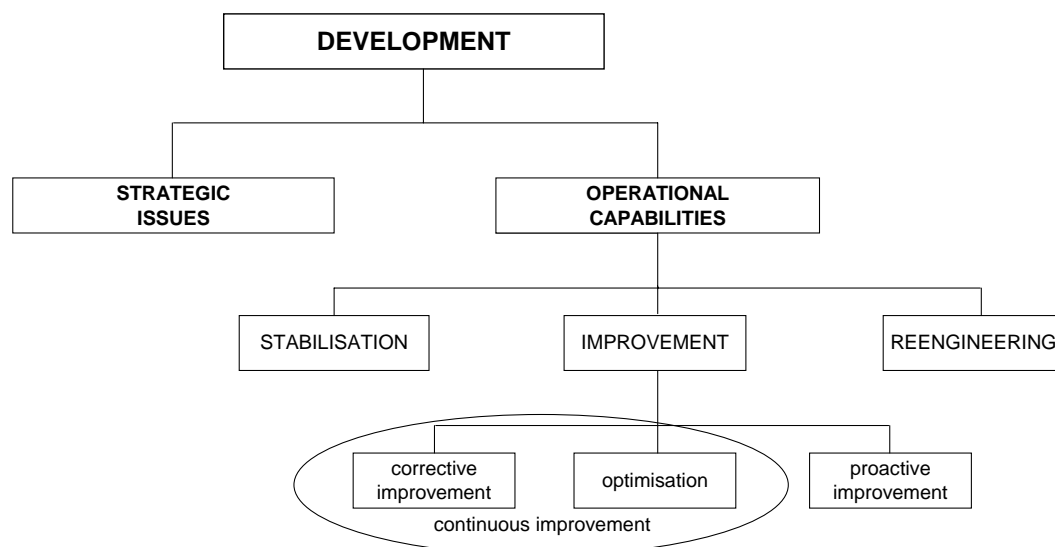 DEVELOPMENT
STRATEGIC
ISSUES
OPERATIONAL
CAPABILITIES
STABILISATION
IMPROVEMENT
REENGINEERING
corrective
improvement
optimisation
proactive
improvement
continuous improvement